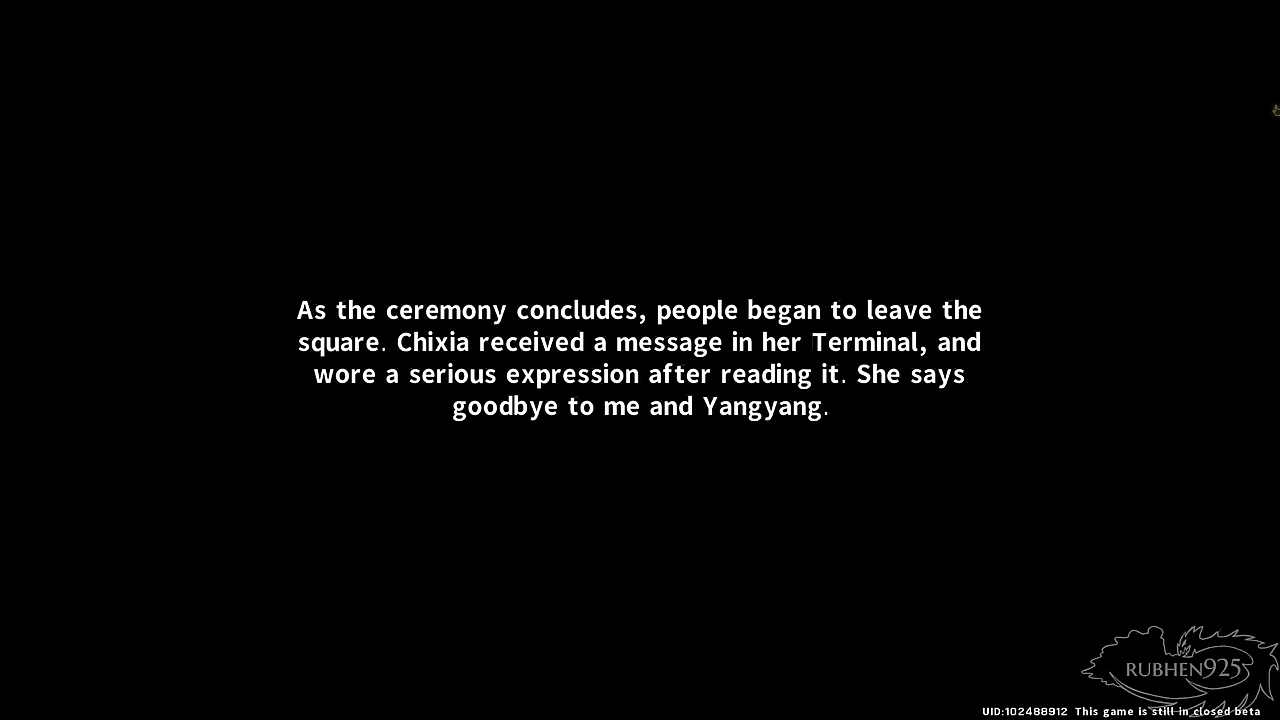 As the ceremony concludes, people began to leave the
square. Chixia received a message in her Terminal, and
wore a serious expression after reading it. She says
goodbye to me and Yangyang.
RUBHEN925
UID:102488912 This game is still in closed beta